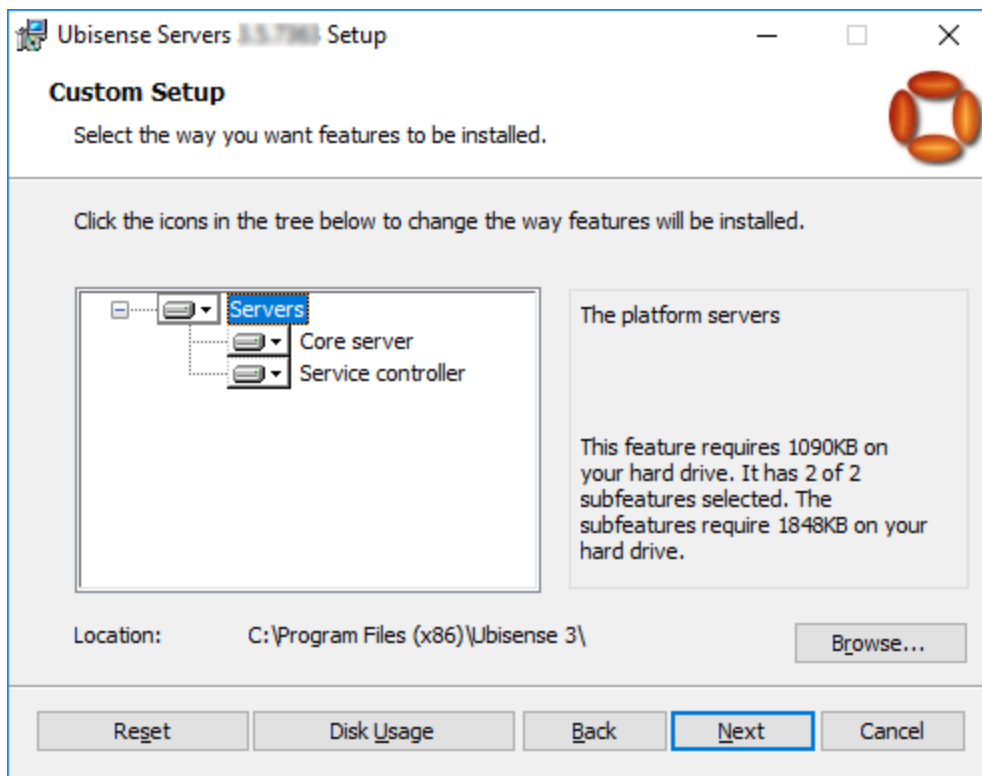 Ubisense Servers Setup
Custom Setup
Select the way you want features to be installed.
Click the icons in the tree below to change the way features will be installed.
Servers
Core server
Service controller
The platform servers
This feature requires 1090KB on
your hard drive. It has 2 of 2
subfeatures selected. The
subfeatures require 1848KB on your
hard drive.
Location: C:\Program Files (x86)\Ubisense 3\
Browse...
Reset Disk Usage Back Next Cancel